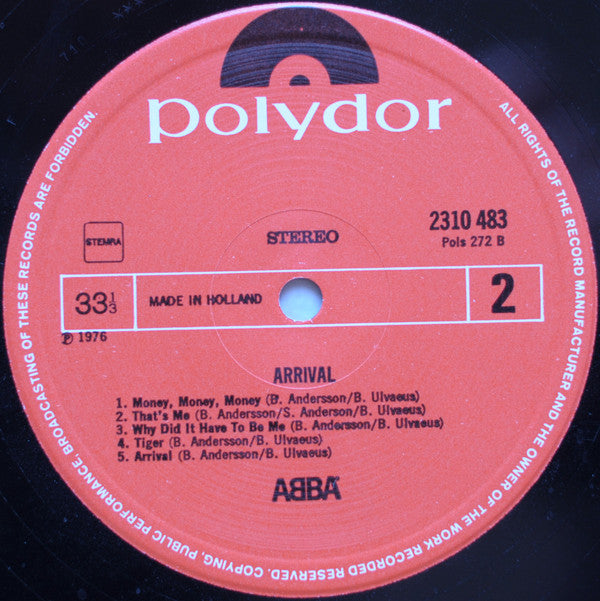 polydor
STEMRA
STEREO
2310 483
Pols 272 B
33 1/3
MADE IN HOLLAND
2
℗ 1976
ARRIVAL
1. Money, Money, Money (B. Andersson/B. Ulvaeus)
2. That's Me (B. Andersson/S. Anderson/B. Ulvaeus)
3. Why Did It Have To Be Me (B. Andersson/B. Ulvaeus)
4. Tiger (B. Andersson/B. Ulvaeus)
5. Arrival (B. Andersson/B. Ulvaeus)
ABBA
ALL RIGHTS OF THE RECORD MANUFACTURER AND THE OWNER OF THE WORK RECORDED RESERVED. COPYING, PUBLIC PERFORMANCE, BROADCASTING OF THESE RECORDS ARE FORBIDDEN.